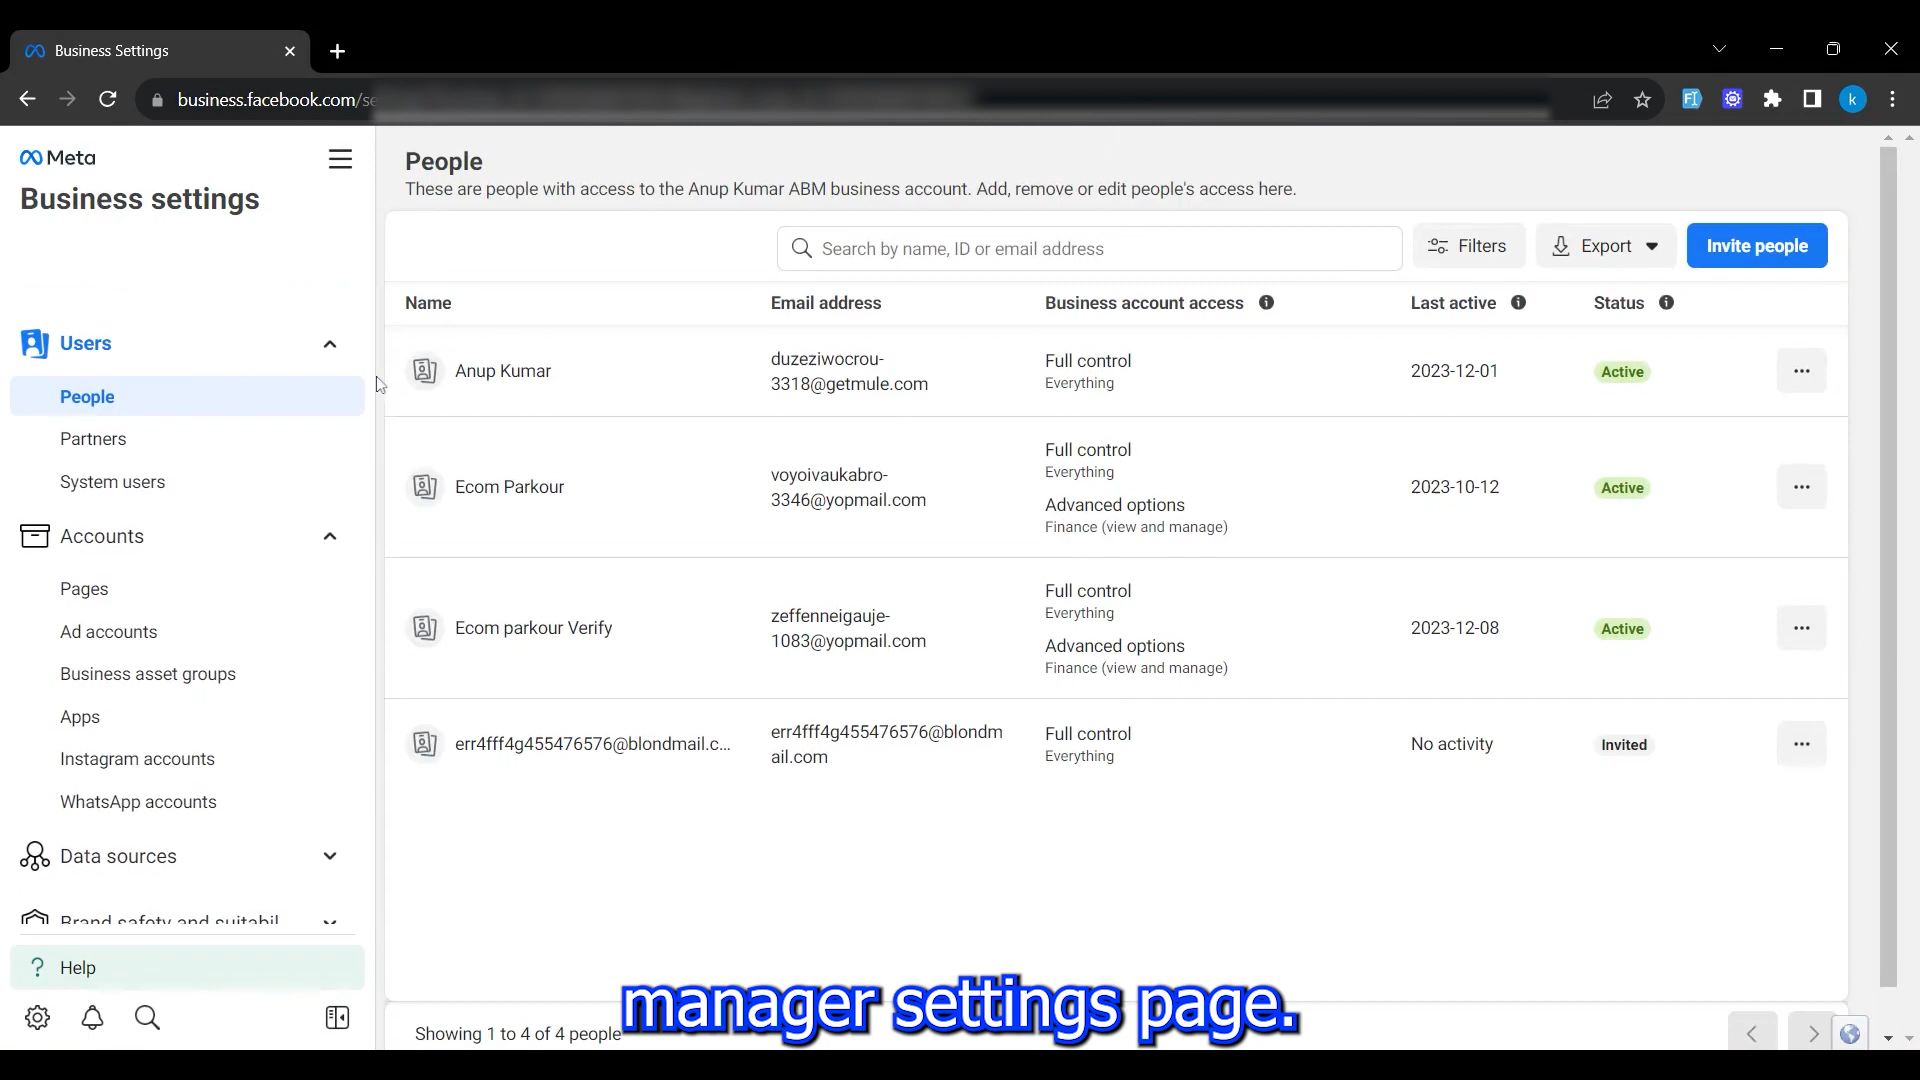 Business Settings
business.facebook.com/se
k
Meta
Business settings
Users
People
Partners
System users
Accounts
Pages
Ad accounts
Business asset groups
Apps
Instagram accounts
WhatsApp accounts
Data sources
Brand safety and suitabil
? Help
People
These are people with access to the Anup Kumar ABM business account. Add, remove or edit people's access here.
Search by name, ID or email address
Filters
Export
Invite people
Name Email address Business account access Last active Status
Anup Kumar
duzeziwocrou-
3318@getmule.com
Full control
Everything
2023-12-01
Active
Ecom Parkour
voyoivaukabro-
3346@yopmail.com
Full control
Everything
Advanced options
Finance (view and manage)
2023-10-12
Active
Ecom parkour Verify
zeffenneigauje-
1083@yopmail.com
Full control
Everything
Advanced options
Finance (view and manage)
2023-12-08
Active
err4fff4g455476576@blondmail.c...
err4fff4g455476576@blondm
ail.com
Full control
Everything
No activity
Invited
Showing 1 to 4 of 4 people
manager settings page.